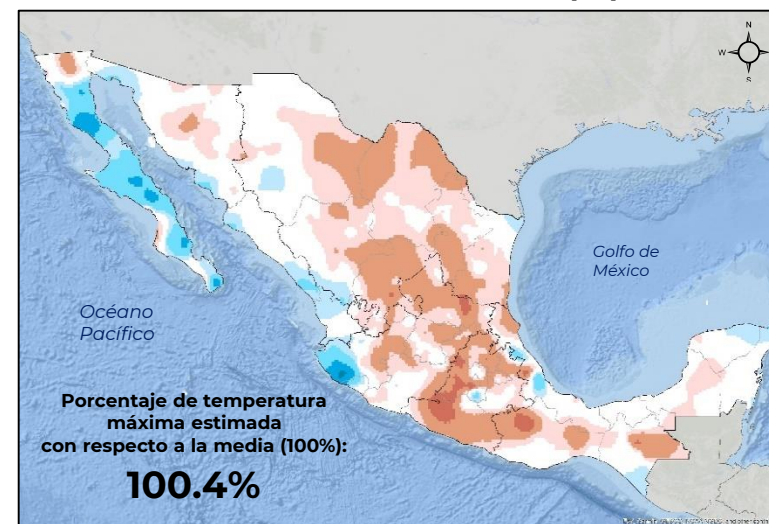 N
W
S
Golfo de
México
Océano
Pacífico
Porcentaje de temperatura
máxima estimada
con respecto a la media (100%):
100.4%